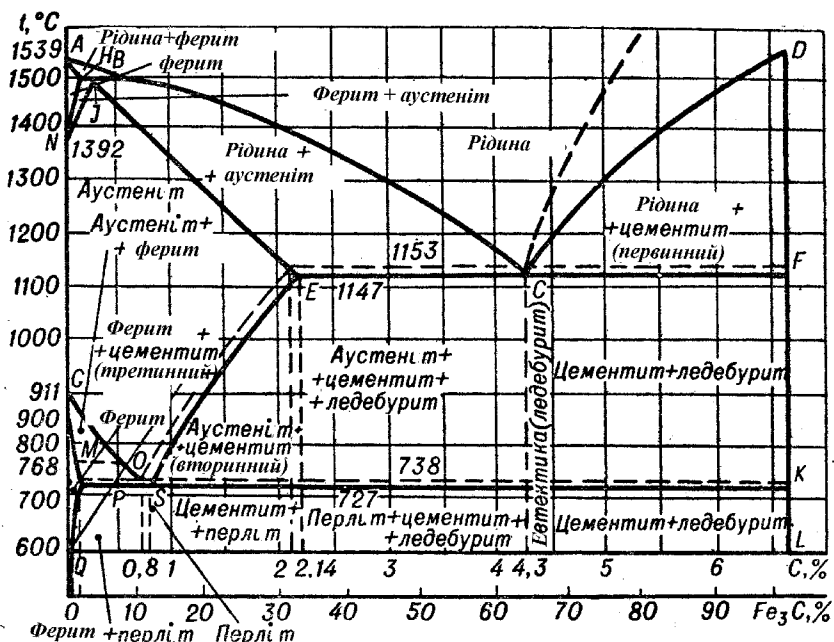 t,°C
A
1539
HB
Рідина+ферит
ферит
1500
J
Ферит + аустеніт
D
1400
N
1392
Рідина +
+ аустеніт
Рідина
1300
Аустеніт
Аустеніт+
+ ферит
1200
Рідина +
+цементит
(первинний)
1153
F
1100
E
1147
C
1000
Ферит +
+цементит
(третинний)
Аустеніт+
+цементит+
+ледебурит
Евтектика(ледебурит)
Цементит+ледебурит
G
911
900
Ферит
800
M
O
Аустеніт+
+цементит
(вторинний)
768
738
K
700
P
S
727
Цементит+
+перліт
Перліт+цементит+
+ледебурит
Цементит+ледебурит
600
Q
L
0,8
1
2
2,14
3
4
4,3
5
6
C,%
0
10
20
30
40
50
60
70
80
90
Fe3C,%
Ферит +перліт
Перліт